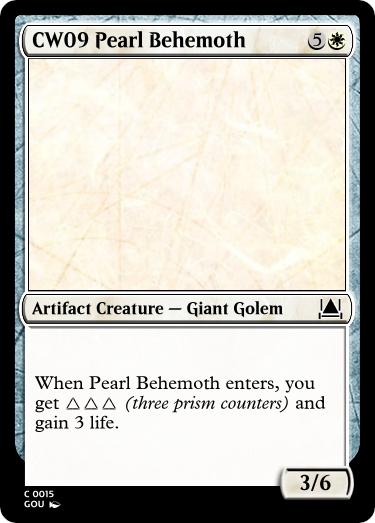 CW09 Pearl Behemoth 5
Artifact Creature — Giant Golem
When Pearl Behemoth enters, you
get △△△ (three prism counters) and
gain 3 life.
3/6
C 0015
GOU